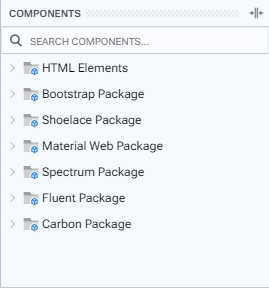 COMPONENTS
SEARCH COMPONENTS...
HTML Elements
Bootstrap Package
Shoelace Package
Material Web Package
Spectrum Package
Fluent Package
Carbon Package